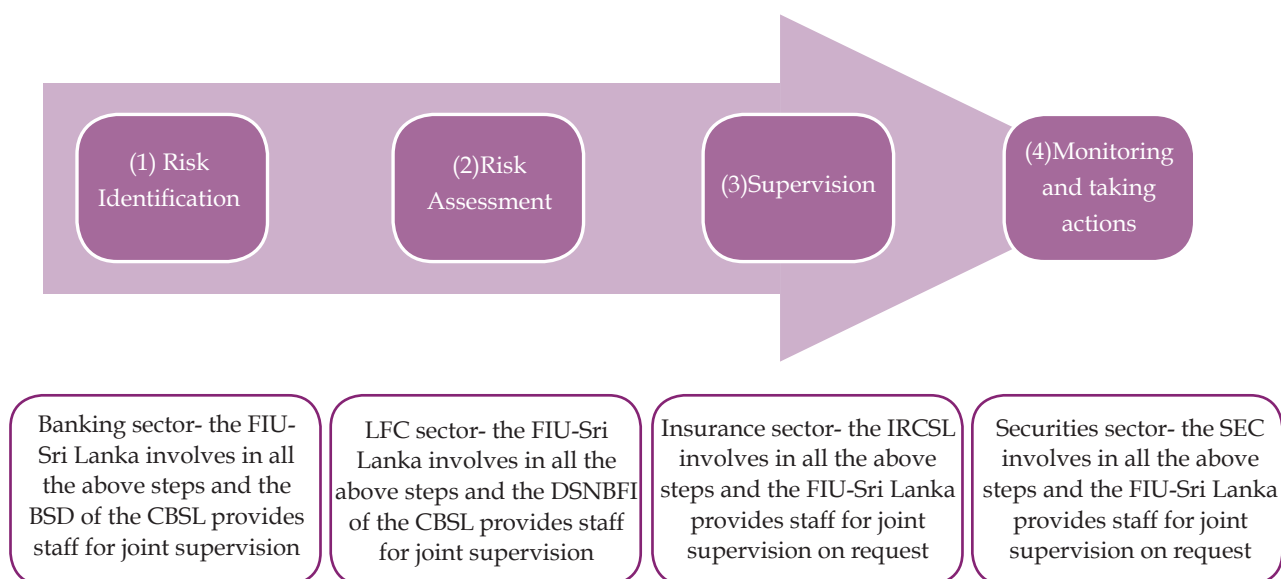 (1) Risk
Identification
(2)Risk
Assessment
(3)Supervision
(4)Monitoring
and taking
actions
Banking sector- the FIU-
Sri Lanka involves in all
the above steps and the
BSD of the CBSL provides
staff for joint supervision
LFC sector- the FIU-Sri
Lanka involves in all the
above steps and the DSNBFI
of the CBSL provides staff
for joint supervision
Insurance sector- the IRCSL
involves in all the above
steps and the FIU-Sri Lanka
provides staff for joint
supervision on request
Securities sector- the SEC
involves in all the above
steps and the FIU-Sri Lanka
provides staff for joint
supervision on request